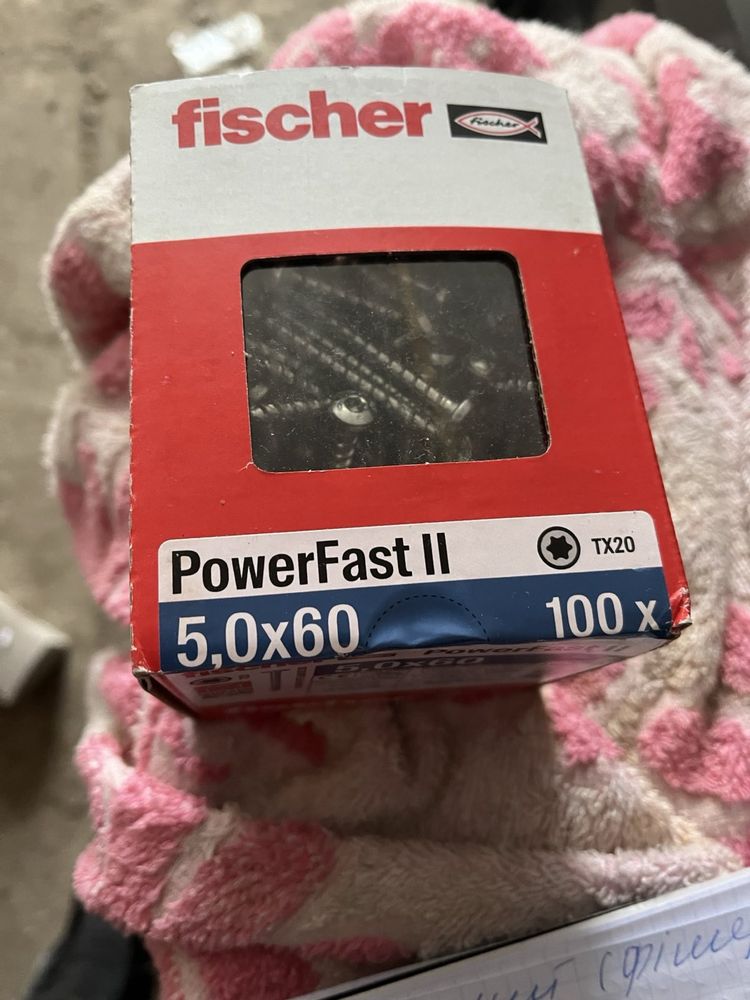 fischer
fischer
PowerFast II
TX20
5,0x60
100 x
5,0x60
PowerFast II